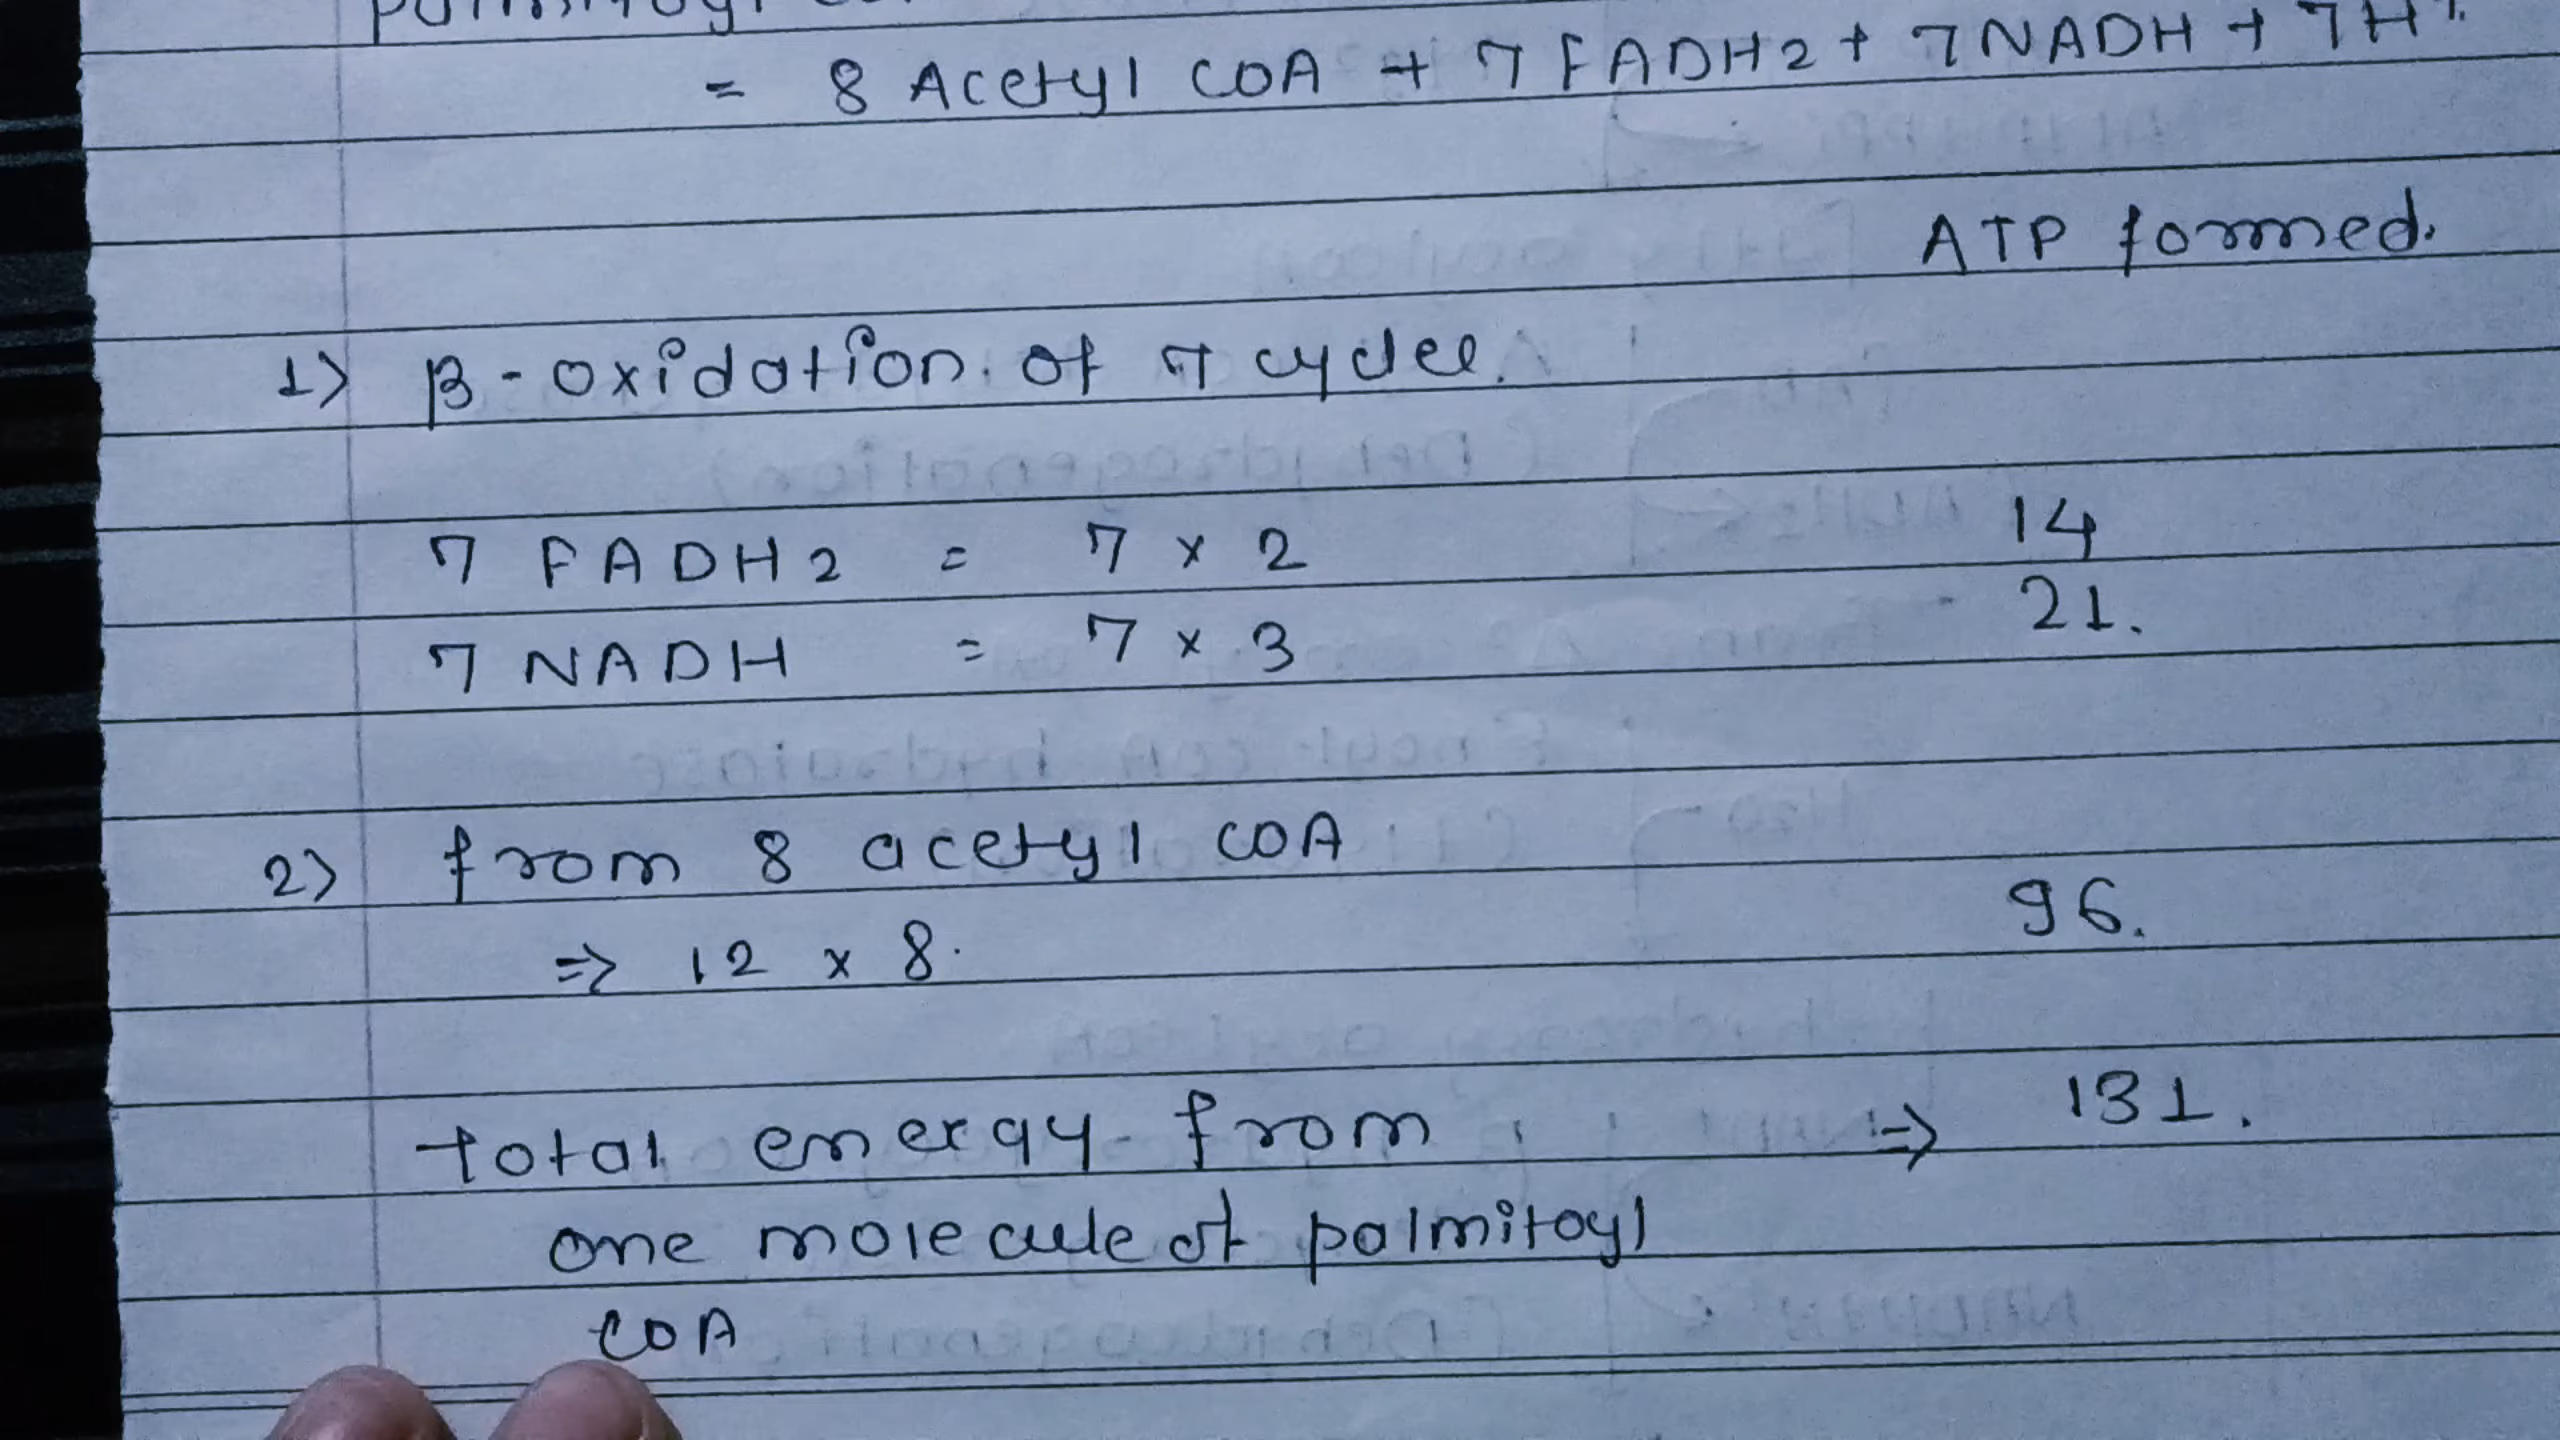 = 8 Acetyl COA + 7 FADH2 + 7NADH + 7H+.
ATP formed.
1) β-oxidation of 7 cycle.
7 FADH2 = 7 x 2 14
7 NADH = 7 x 3 21.
2) from 8 acetyl COA
=> 12 x 8. 96.
total energy from => 131.
one molecule of palmitoyl
COA